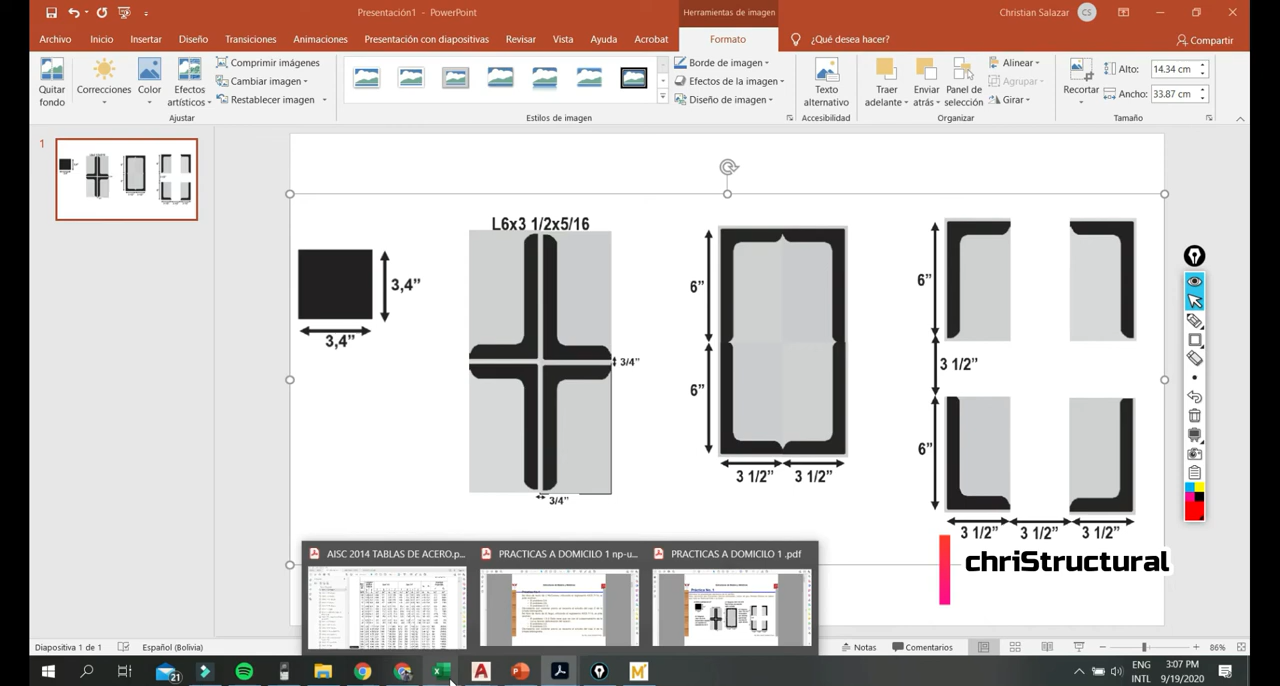 Presentación1 - PowerPoint
Herramientas de imagen
Christian Salazar
CS
Archivo
Inicio
Insertar
Diseño
Transiciones
Animaciones
Presentación con diapositivas
Revisar
Vista
Ayuda
Acrobat
Formato
¿Qué desea hacer?
Compartir
Quitar fondo
Correcciones
Color
Efectos artísticos
Comprimir imágenes
Cambiar imagen
Restablecer imagen
Ajustar
Borde de imagen
Efectos de la imagen
Diseño de imagen
Estilos de imagen
Texto alternativo
Accesibilidad
Traer adelante
Enviar atrás
Panel de selección
Alinear
Agrupar
Girar
Organizar
Recortar
Alto:
14.34 cm
Ancho:
33.87 cm
Tamaño
1
L6x3 1/2x5/16
3,4"
3,4"
3/4"
3/4"
6"
6"
3 1/2"
3 1/2"
6"
3 1/2"
6"
3 1/2"
3 1/2"
3 1/2"
chriStructural
AISC 2014 TABLAS DE ACERO.p...
PRACTICAS A DOMICILO 1 np-u...
PRACTICAS A DOMICILO 1 .pdf
Diapositiva 1 de 1
Español (Bolivia)
Notas
Comentarios
86%
21
ENG
INTL
3:07 PM
9/19/2020